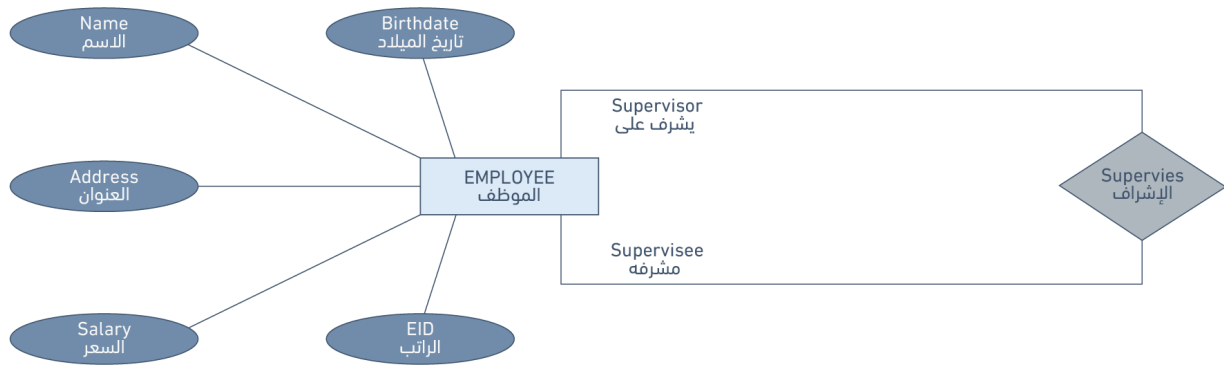 Name
الاسم
Birthdate
تاريخ الميلاد
Supervisor
يشرف على
Address
العنوان
EMPLOYEE
الموظف
Supervies
الإشراف
Supervisee
مشرفه
Salary
السعر
EID
الراتب